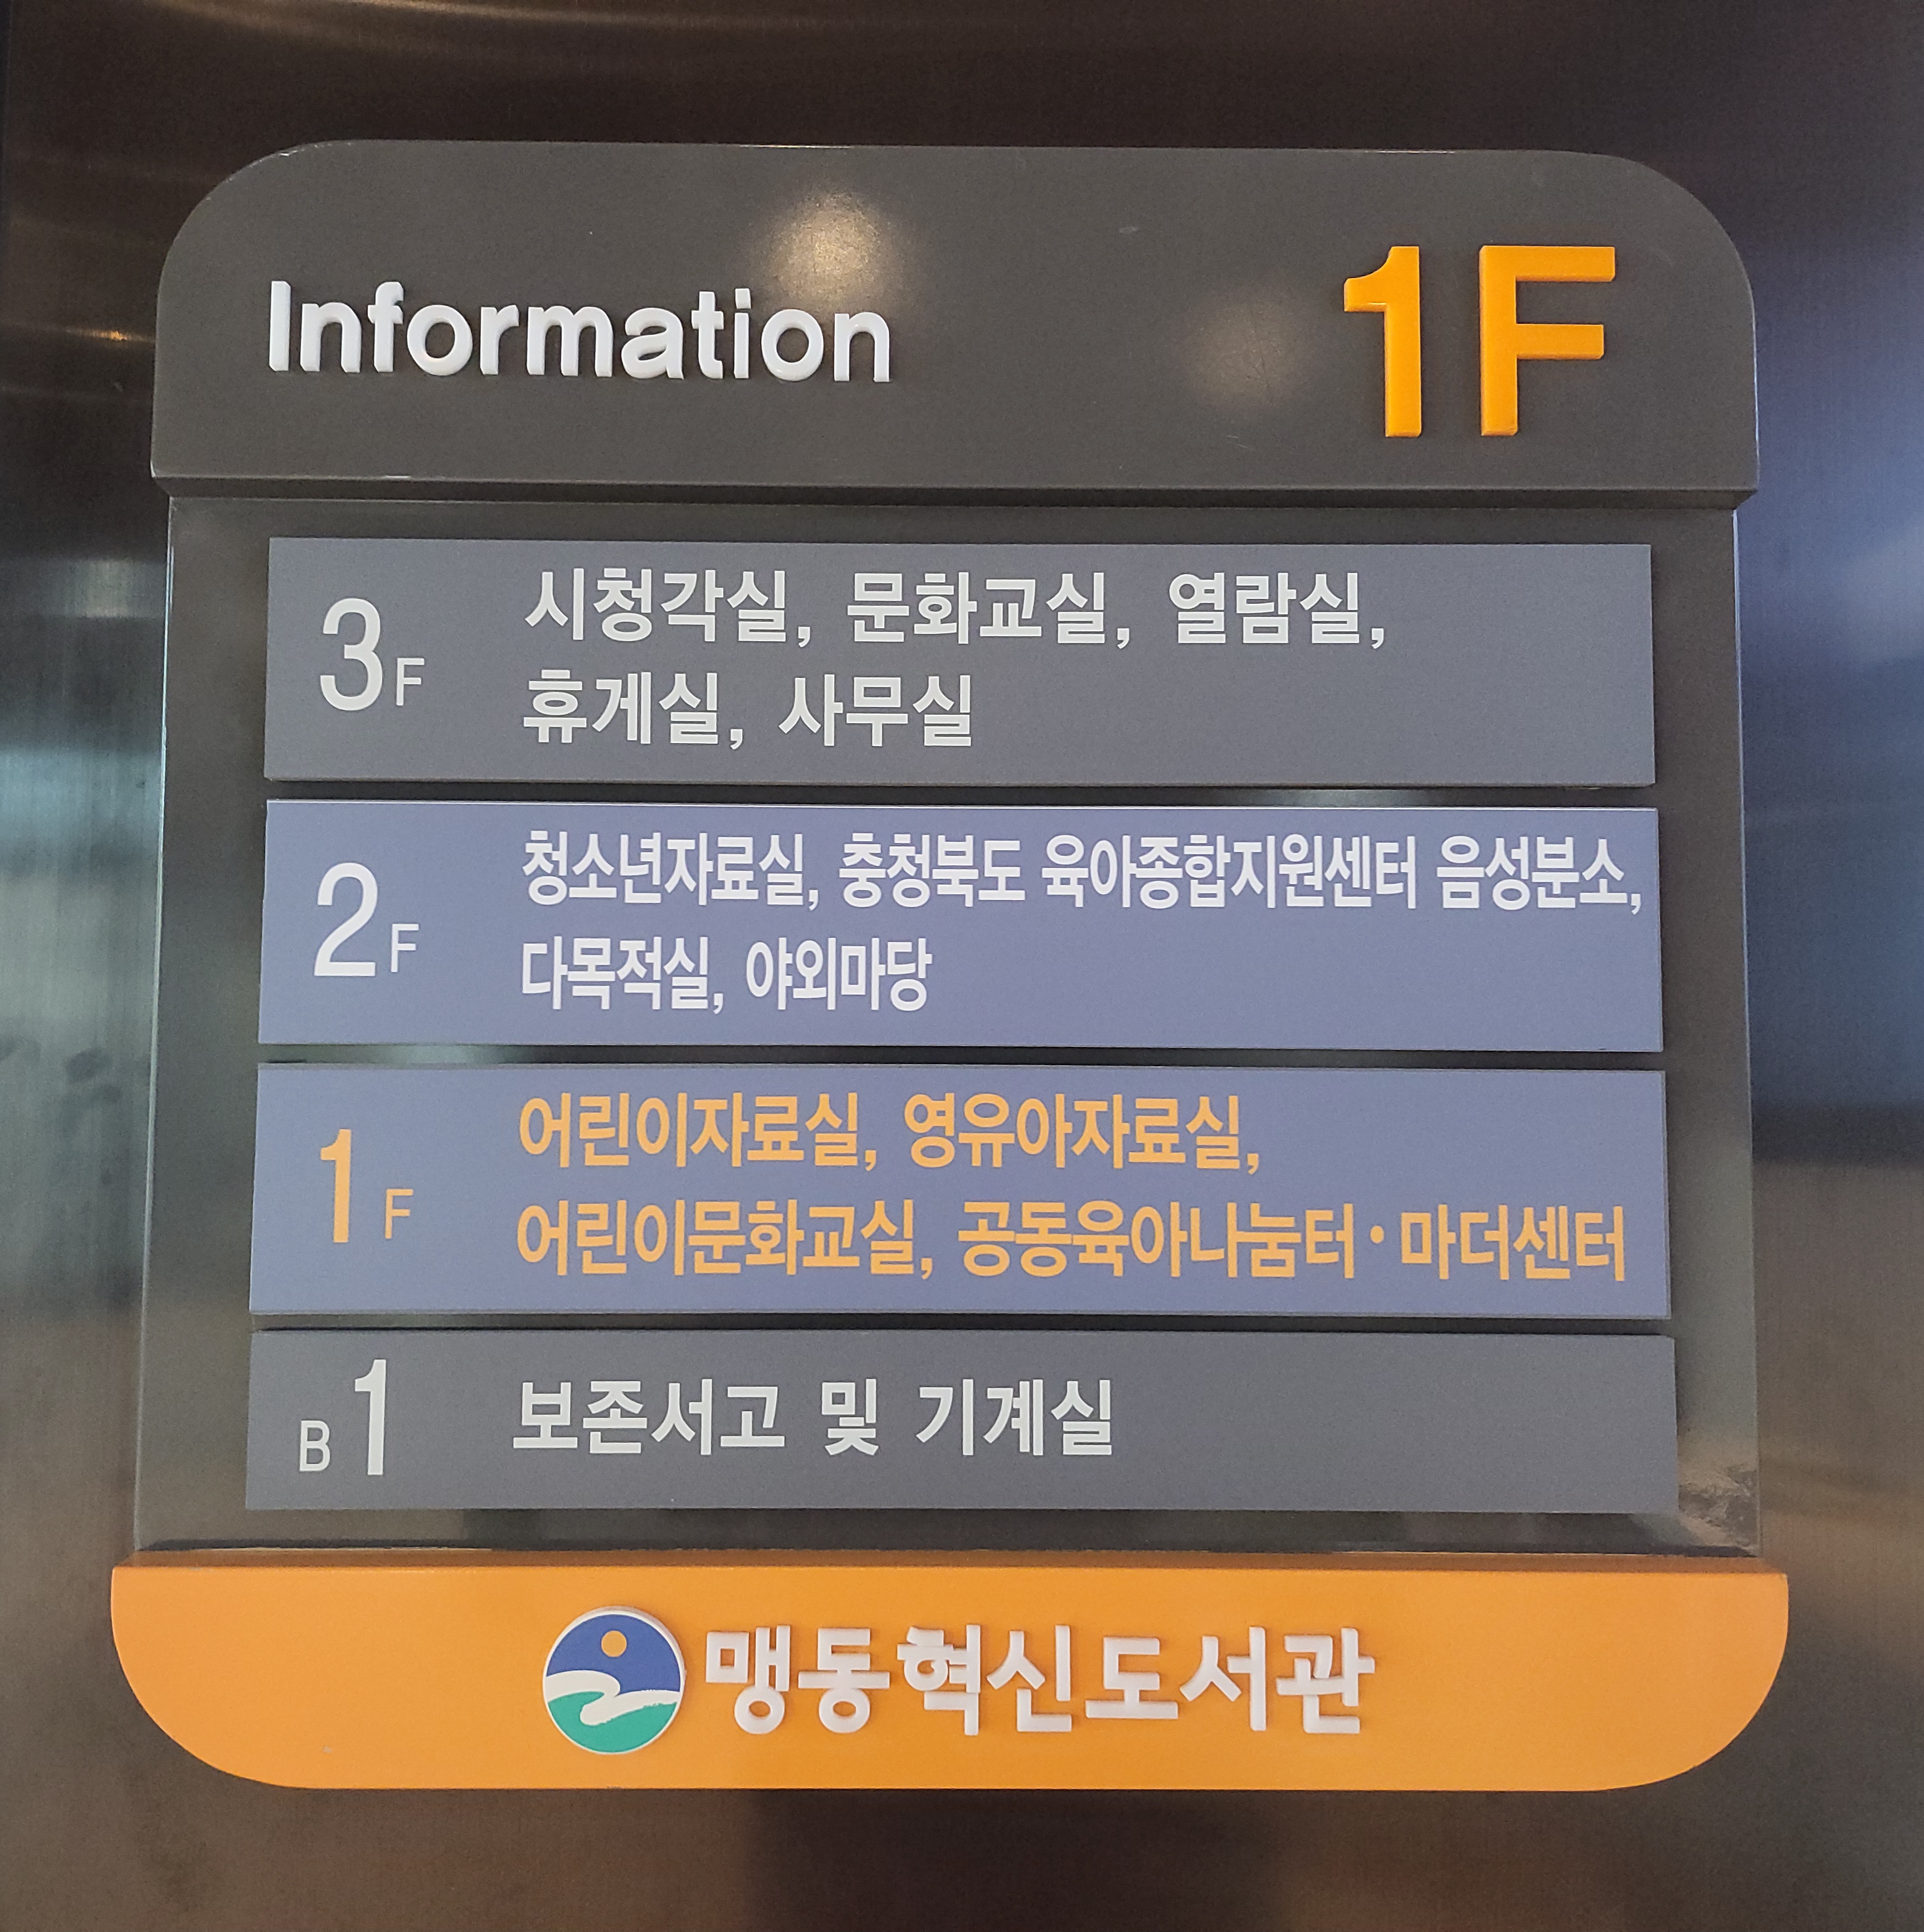 Information 1F
3F 시청각실, 문화교실, 열람실,
휴게실, 사무실
2F 청소년자료실, 충청북도 육아종합지원센터 음성분소,
다목적실, 야외마당
1F 어린이자료실, 영유아자료실,
어린이문화교실, 공동육아나눔터·마더센터
B1 보존서고 및 기계실
맹동혁신도서관